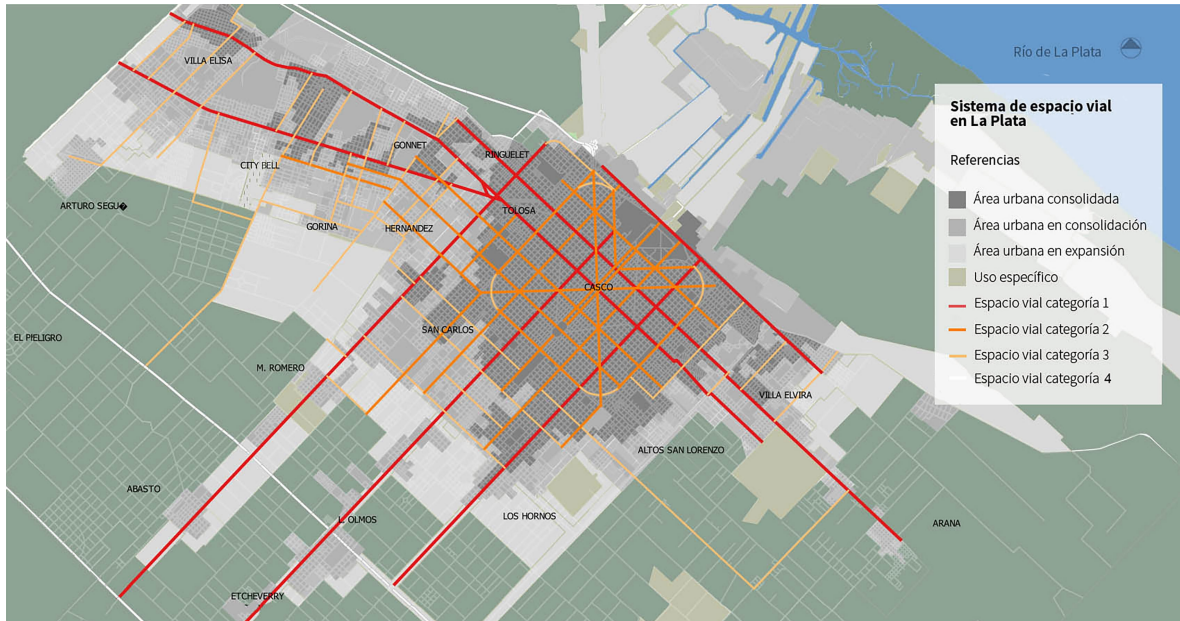 Río de La Plata
Sistema de espacio vial
en La Plata
Referencias
Área urbana consolidada
Área urbana en consolidación
Área urbana en expansión
Uso específico
Espacio vial categoría 1
Espacio vial categoría 2
Espacio vial categoría 3
Espacio vial categoría 4
VILLA ELISA
GONNET
RINGUELET
CITY BELL
ARTURO SEGU�
TOLOSA
GORINA
HERNANDEZ
CASCO
SAN CARLOS
EL PIELIGRO
M. ROMERO
VILLA ELVIRA
ALTOS SAN LORENZO
ABASTO
L. OLMOS
LOS HORNOS
ARANA
ETCHEVERRY